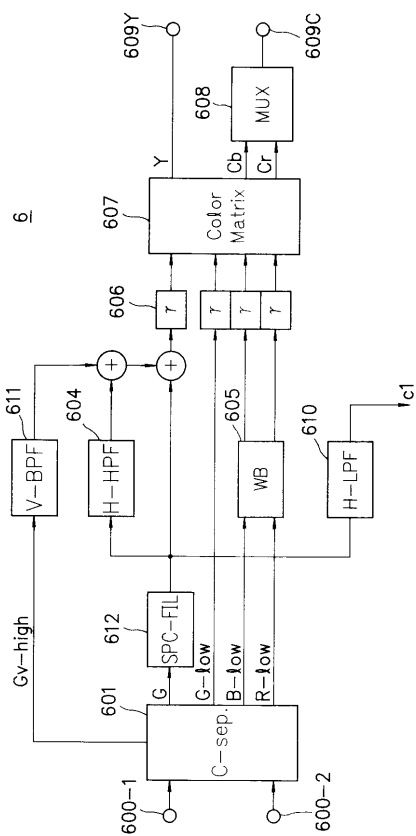 6
600-1
600-2
601
C-sep.
Gv-high
G
G-low
B-low
R-low
612
SPC-FIL
611
V-BPF
604
H-HPF
+
+
605
WB
610
H-LPF
c1
606
γ
γ
γ
γ
607
Color
Matrix
Y
Cb
Cr
608
MUX
609Y
609C